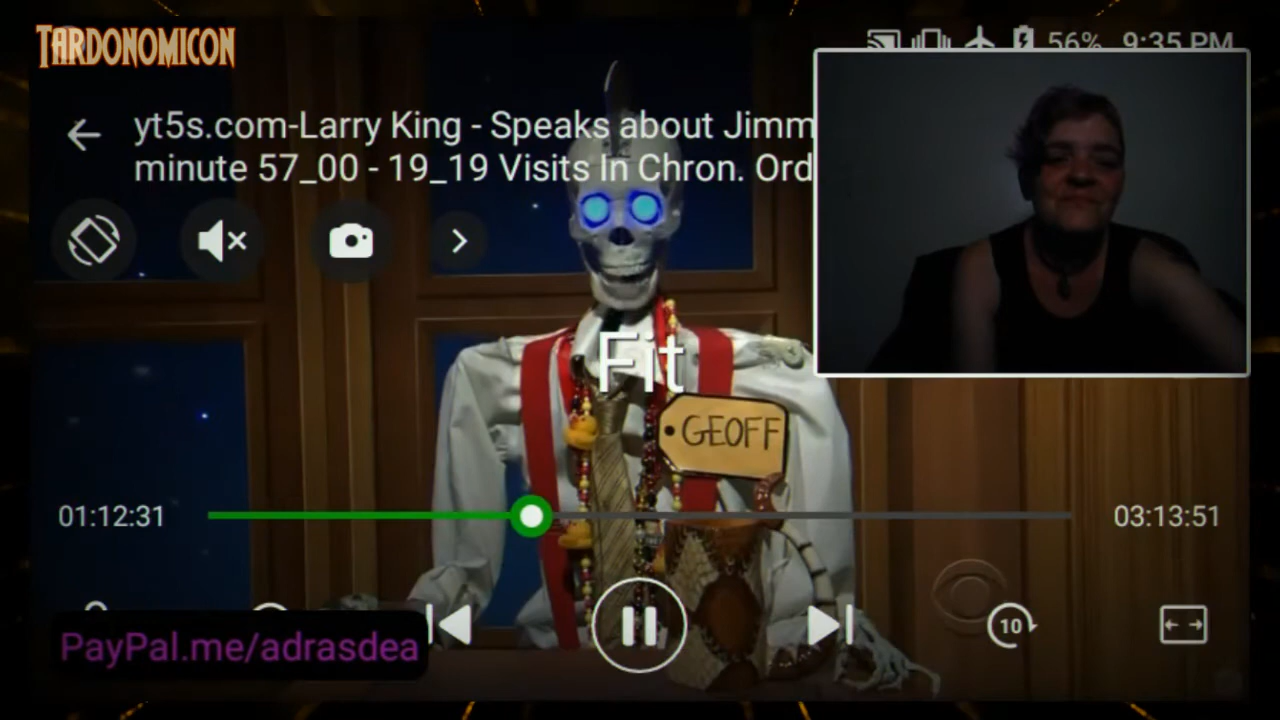 TARDONOMICON
56% 9:35 PM
yt5s.com-Larry King - Speaks about Jimm
minute 57_00 - 19_19 Visits In Chron. Ord
Fit
GEOFF
01:12:31
03:13:51
10
PayPal.me/adrasdea